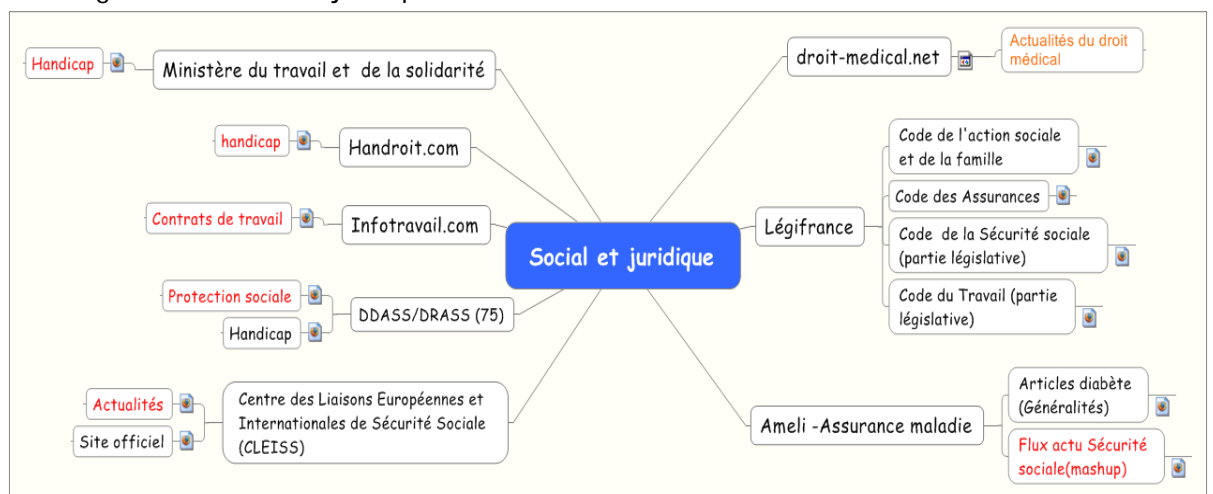 Handicap
Ministère du travail et de la solidarité
handicap
Handroit.com
Contrats de travail
Infotravail.com
Protection sociale
Handicap
DDASS/DRASS (75)
Actualités
Site officiel
Centre des Liaisons Européennes et
Internationales de Sécurité Sociale
(CLEISS)
Social et juridique
droit-medical.net
Actualités du droit
médical
Légifrance
Code de l'action sociale
et de la famille
Code des Assurances
Code de la Sécurité sociale
(partie législative)
Code du Travail (partie
législative)
Ameli -Assurance maladie
Articles diabète
(Généralités)
Flux actu Sécurité
sociale(mashup)